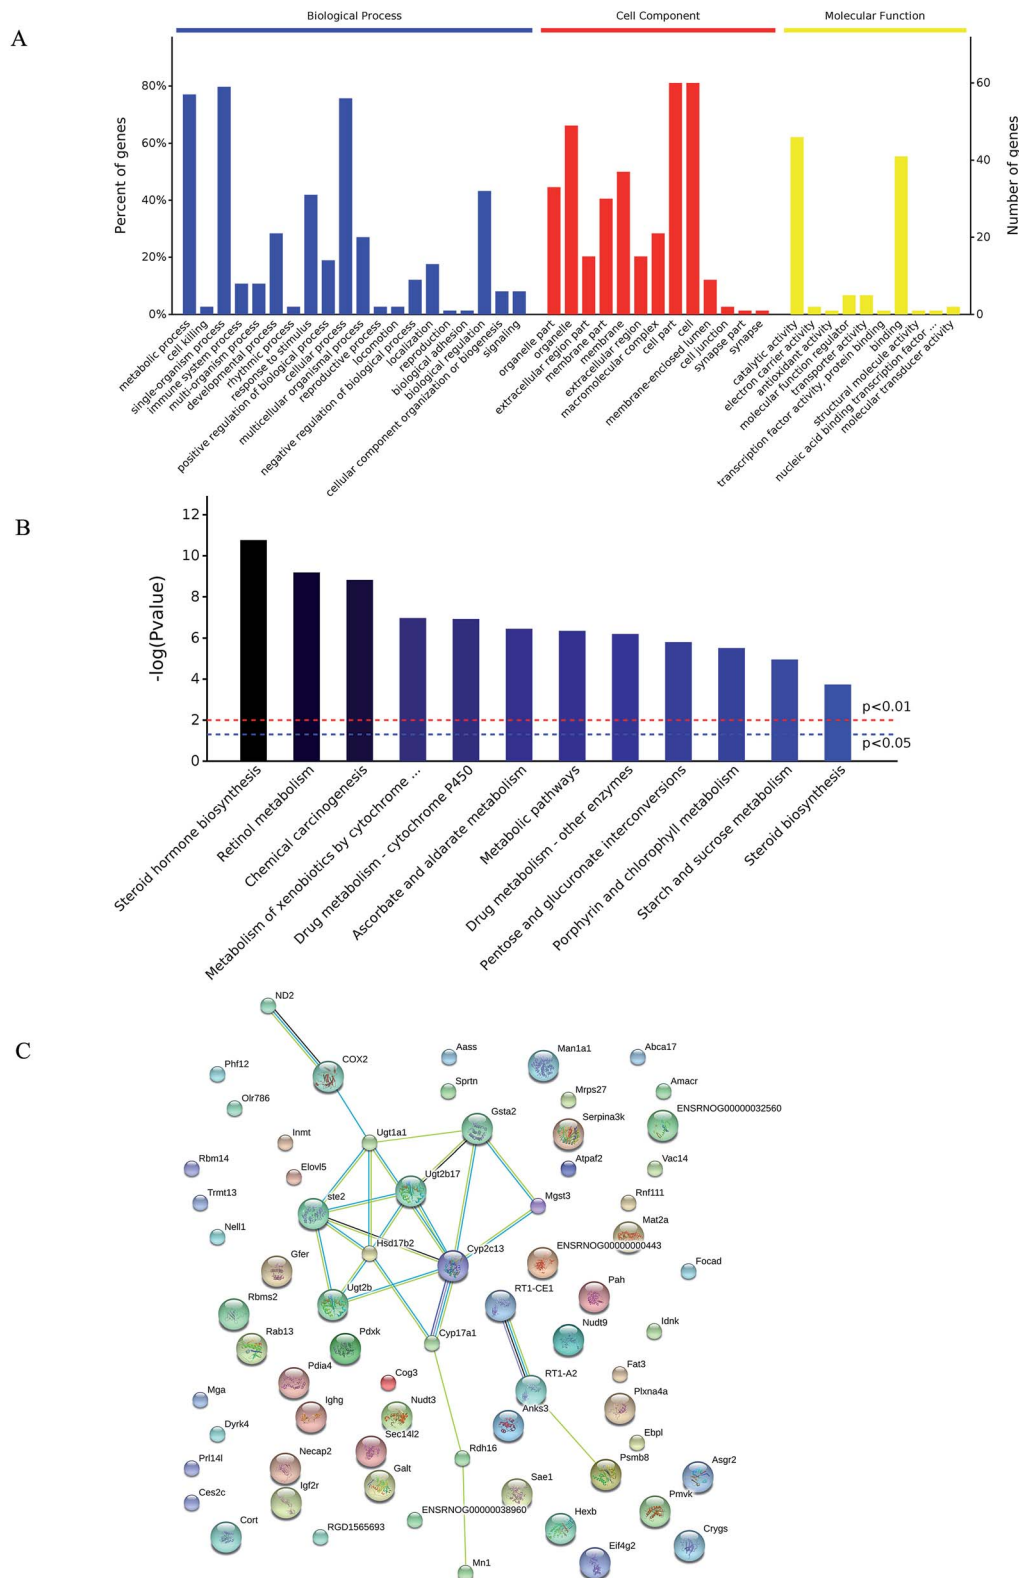 A
Biological Process
Cell Component
Molecular Function
Percent of genes
80%
60%
40%
20%
0%
Number of genes
60
40
20
0
metabolic process
cell killing
single-organism process
immune system process
multi-organism process
developmental process
rhythmic process
response to stimulus
positive regulation of biological process
cellular process
multicellular organismal process
reproductive process
locomotion
negative regulation of biological process
localization
reproduction
biological adhesion
biological regulation
cellular component organization or biogenesis
signaling
organelle part
organelle
extracellular region part
membrane part
membrane
extracellular region
macromolecular complex
cell part
cell
membrane-enclosed lumen
cell junction
synapse part
synapse
catalytic activity
electron carrier activity
antioxidant activity
molecular function regulator
transporter activity
transcription factor activity, protein binding
binding
structural molecule activity
nucleic acid binding transcription factor ...
molecular transducer activity
B
-log(Pvalue)
12
10
8
6
4
2
0
p<0.01
p<0.05
Steroid hormone biosynthesis
Retinol metabolism
Chemical carcinogenesis
Metabolism of xenobiotics by cytochrome ...
Drug metabolism - cytochrome P450
Ascorbate and aldarate metabolism
Metabolic pathways
Drug metabolism - other enzymes
Pentose and glucuronate interconversions
Porphyrin and chlorophyll metabolism
Starch and sucrose metabolism
Steroid biosynthesis
C
ND2
COX2
Aass
Man1a1
Abca17
Phf12
Sprtn
Mrps27
Amacr
Olr786
Gsta2
Serpina3k
ENSRNOG00000032560
Inmt
Ugt1a1
Rbm14
Elovl5
Ugt2b17
Atpaf2
Vac14
Trmt13
ste2
Mgst3
Rnf111
Nell1
Hsd17b2
Mat2a
Gfer
Cyp2c13
ENSRNOG00000000443
Focad
Rbms2
Ugt2b
RT1-CE1
Pah
Rab13
Pdxk
Cyp17a1
Nudt9
Idnk
Pdia4
Cog3
RT1-A2
Fat3
Mga
Ighg
Nudt3
Anks3
Plxna4a
Dyrk4
Sec14l2
Ebpl
Prl14l
Necap2
Galt
Rdh16
Psmb8
Asgr2
Ces2c
Igf2r
ENSRNOG00000038960
Sae1
Pmvk
Cort
RGD1565693
Hexb
Crygs
Mn1
Eif4g2